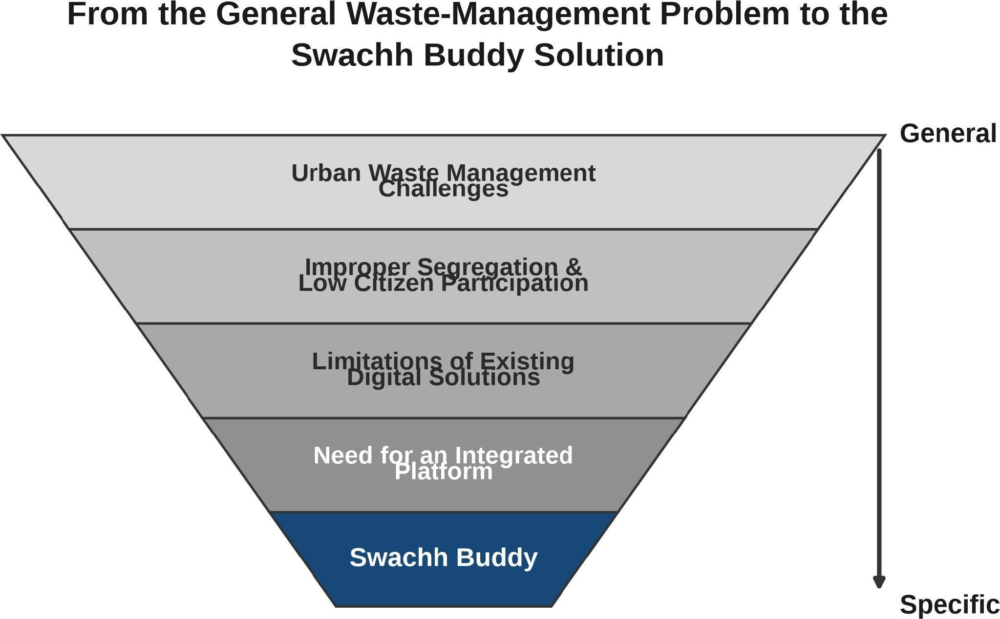 From the General Waste-Management Problem to the
Swachh Buddy Solution
General
Urban Waste Management
Challenges
Improper Segregation &
Low Citizen Participation
Limitations of Existing
Digital Solutions
Need for an Integrated
Platform
Swachh Buddy
Specific